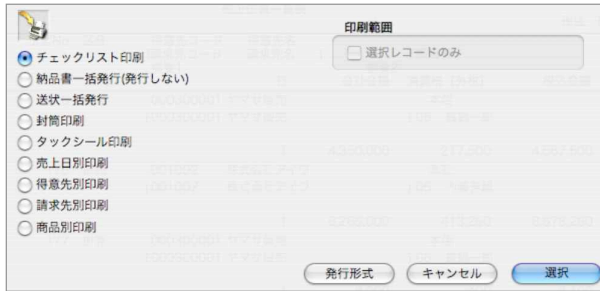 印刷範囲
選択レコードのみ
チェックリスト印刷
納品書一括発行(発行しない)
送状一括発行
封筒印刷
タックシール印刷
売上日別印刷
得意先別印刷
請求先別印刷
商品別印刷
発行形式
キャンセル
選択